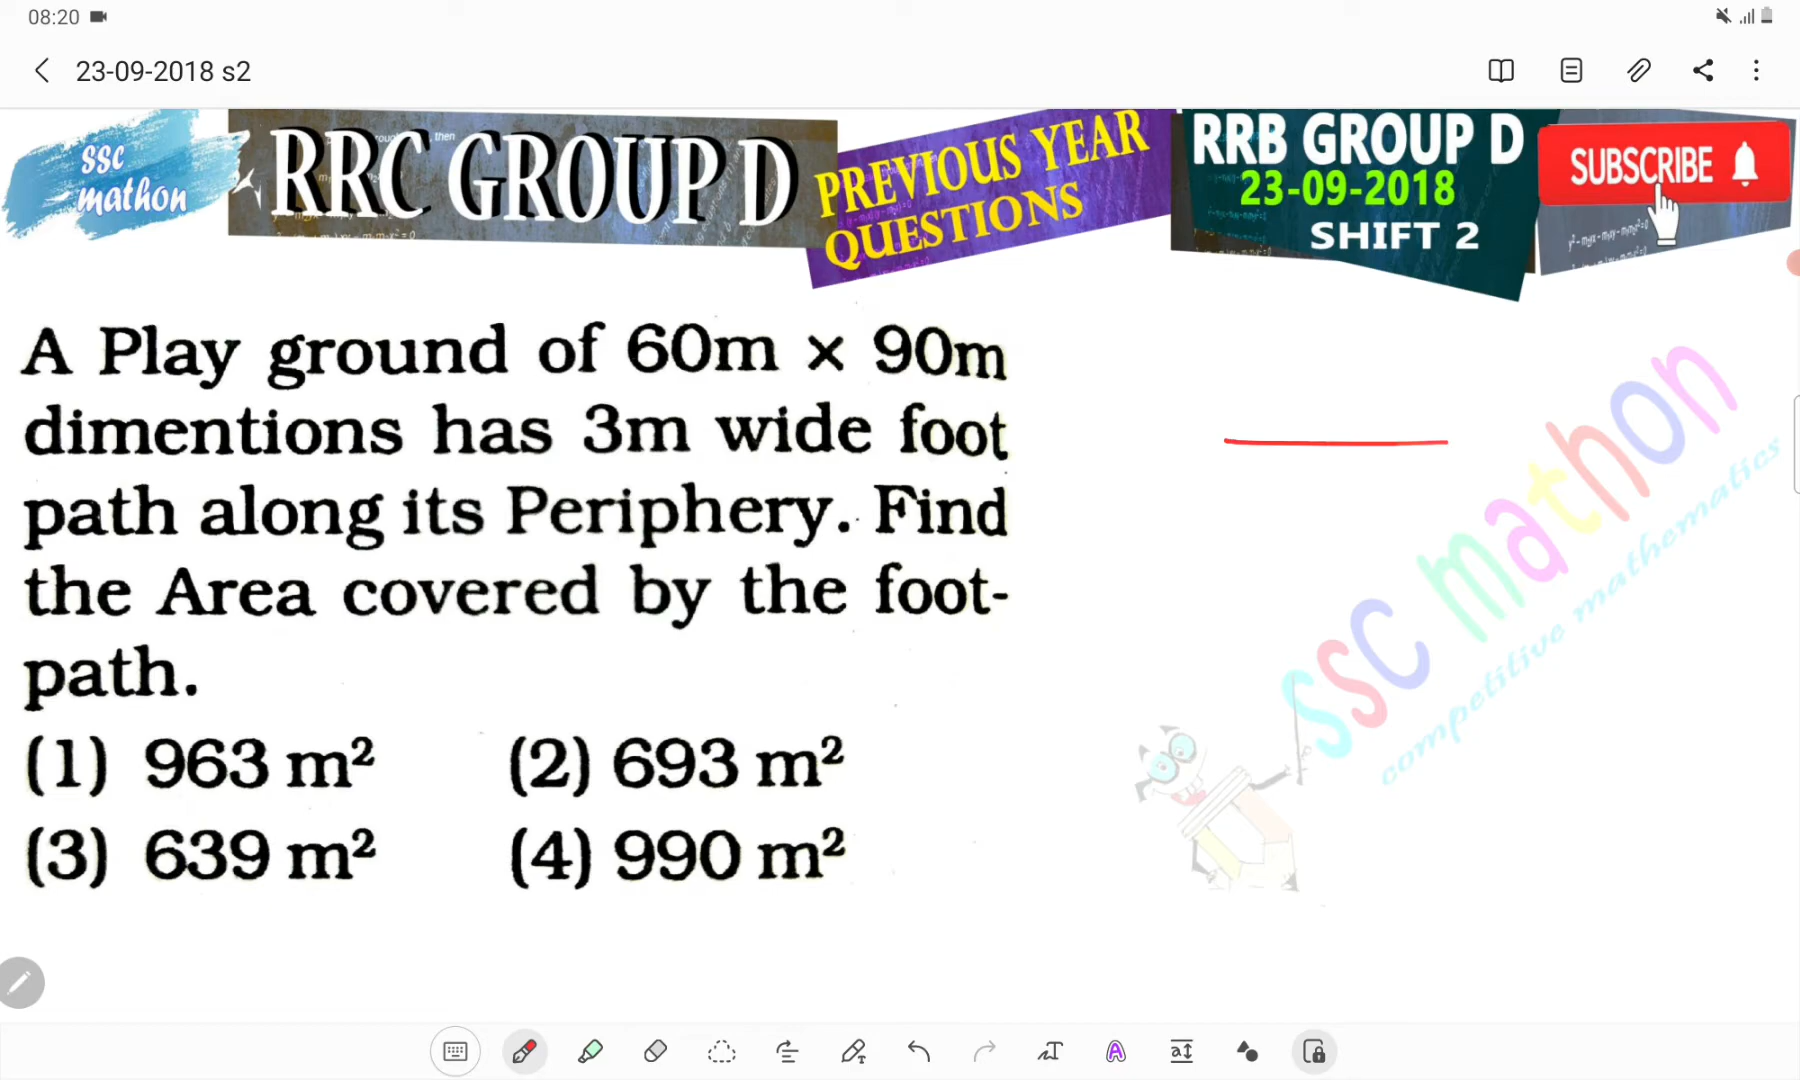 08:20
23-09-2018 s2
ssc
mathon
RRC GROUP D
PREVIOUS YEAR
QUESTIONS
RRB GROUP D
23-09-2018
SHIFT 2
SUBSCRIBE
A Play ground of 60m × 90m
dimentions has 3m wide foot
path along its Periphery. Find
the Area covered by the foot-
path.
(1) 963 m² (2) 693 m²
(3) 639 m² (4) 990 m²
ssc mathon
competitive mathematics